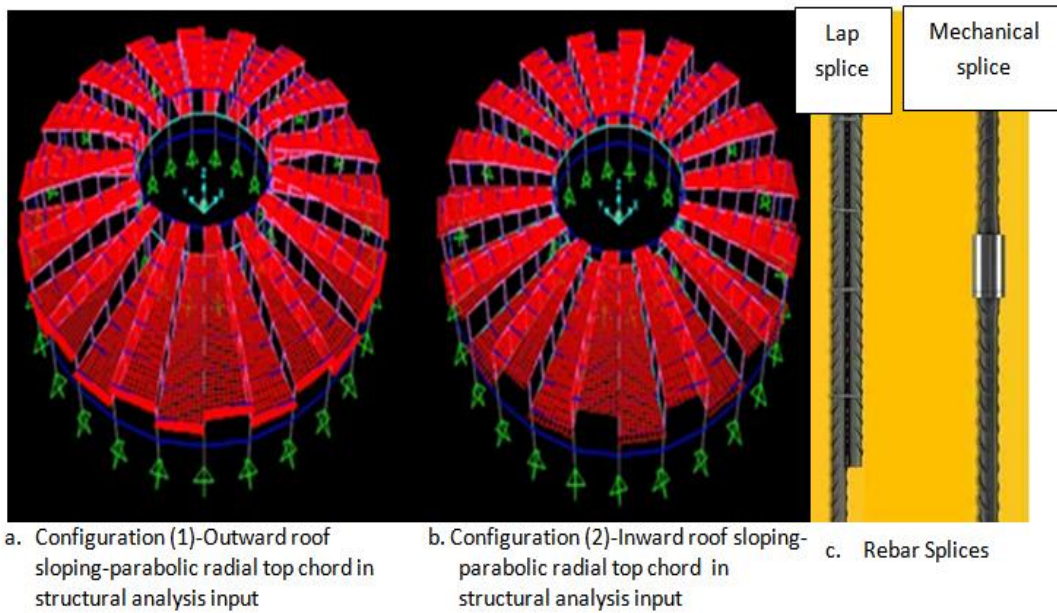 Lap
splice
Mechanical
splice
a. Configuration (1)-Outward roof
sloping-parabolic radial top chord in
structural analysis input
b. Configuration (2)-Inward roof sloping-
parabolic radial top chord in
structural analysis input
c. Rebar Splices